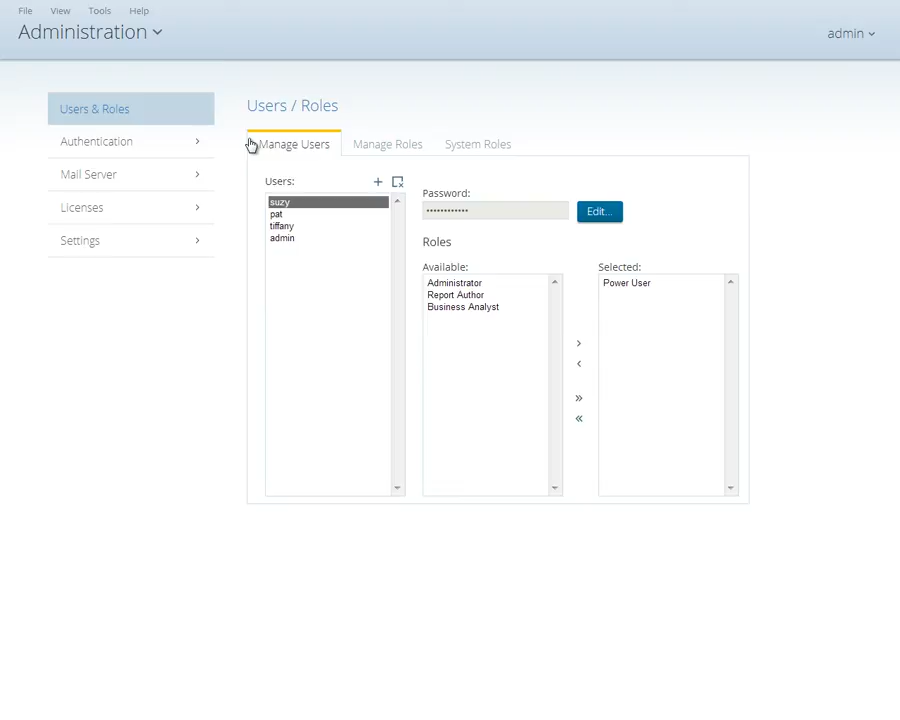 File View Tools Help
Administration
admin
Users & Roles
Authentication
Mail Server
Licenses
Settings
Users / Roles
Manage Users Manage Roles System Roles
Users:
suzy
pat
tiffany
admin
Password:
••••••••••••
Edit...
Roles
Available:
Administrator
Report Author
Business Analyst
Selected:
Power User